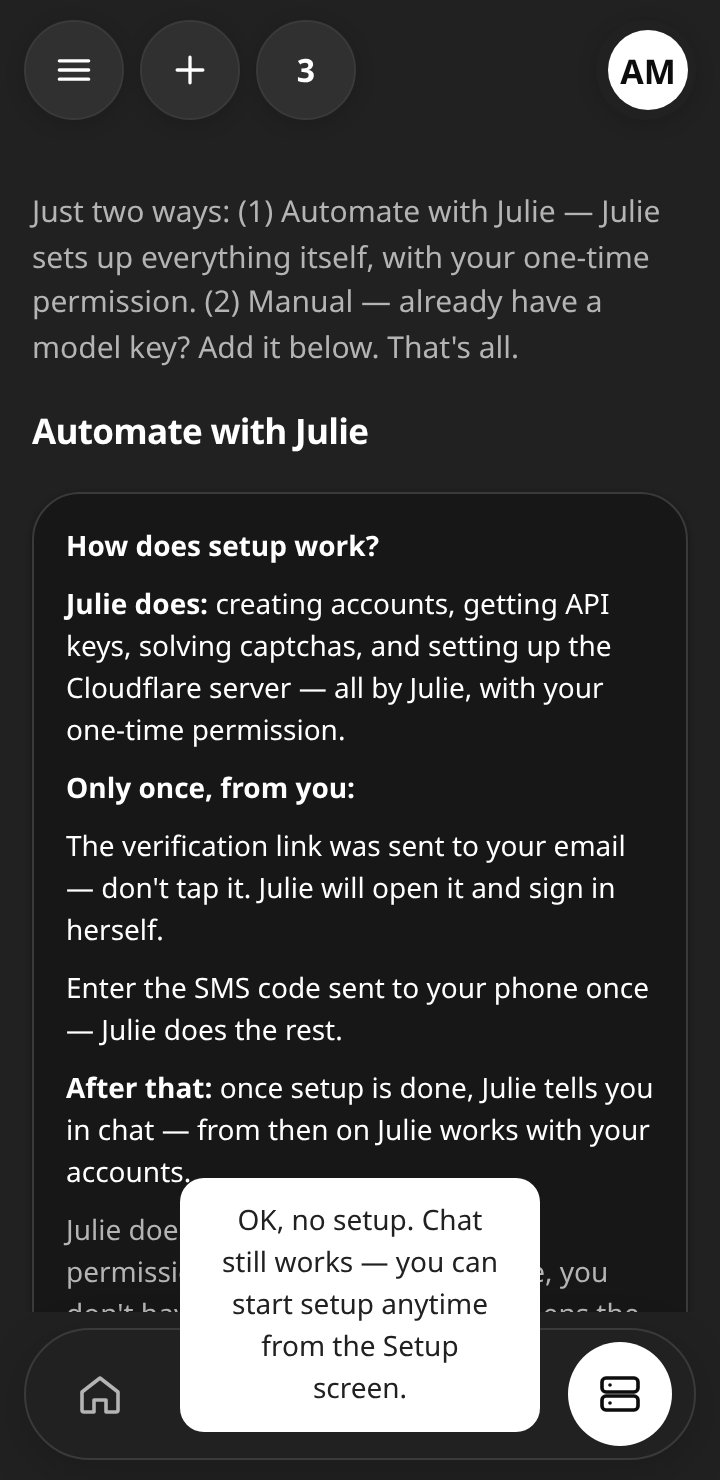 3
AM
Just two ways: (1) Automate with Julie — Julie
sets up everything itself, with your one-time
permission. (2) Manual — already have a
model key? Add it below. That's all.
Automate with Julie
How does setup work?
Julie does: creating accounts, getting API
keys, solving captchas, and setting up the
Cloudflare server — all by Julie, with your
one-time permission.
Only once, from you:
The verification link was sent to your email
— don't tap it. Julie will open it and sign in
herself.
Enter the SMS code sent to your phone once
— Julie does the rest.
After that: once setup is done, Julie tells you
in chat — from then on Julie works with your
accounts.
Julie
you
OK, no setup. Chat
still works — you can
start setup anytime
from the Setup
screen.